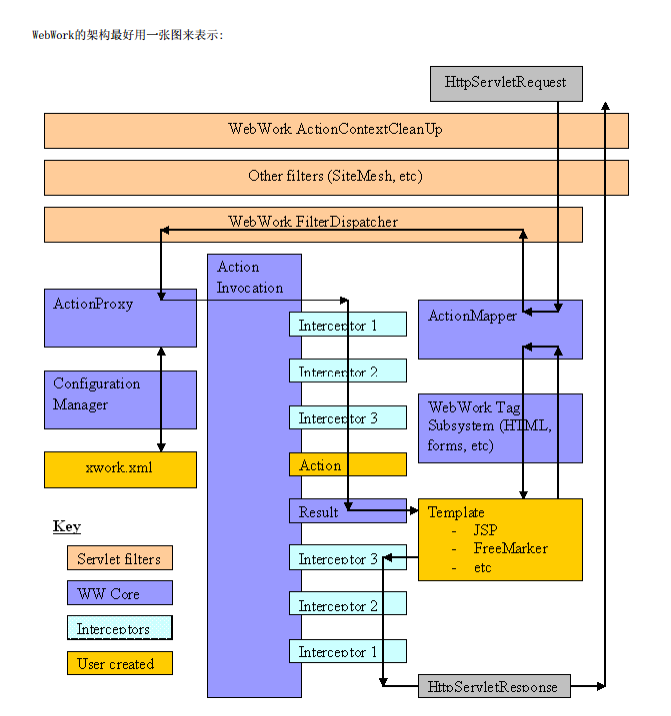 WebWork的架构最好用一张图来表示:
HttpServletRequest
WebWork ActionContextCleanUp
Other filters (SiteMesh, etc)
WebWork FilterDispatcher
Action
Invocation
ActionProxy
ActionMapper
Interceptor 1
Interceptor 2
Configuration
Manager
Interceptor 3
WebWork Tag
Subsystem (HTML,
forms, etc)
Action
xwork.xml
Result
Template
- JSP
- FreeMarker
- etc
Key
Servlet filters
WW Core
Interceptors
User created
Interceptor 3
Interceptor 2
Interceptor 1
HttpServletResponse